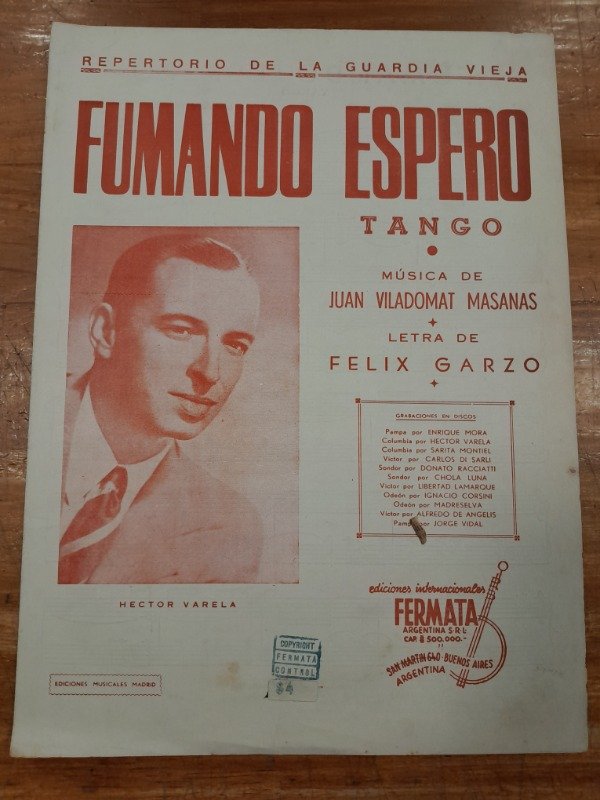 REPERTORIO DE LA GUARDIA VIEJA
FUMANDO ESPERO
TANGO
MÚSICA DE
JUAN VILADOMAT MASANAS
LETRA DE
FELIX GARZO
GRABACIONES EN DISCOS
Pampa por ENRIQUE MORA
Columbia por HECTOR VARELA
Columbia por SARITA MONTIEL
Victor por CARLOS DI SARLI
Sondor por DONATO RACCIATTI
Sondor por CHOLA LUNA
Victor por LIBERTAD LAMARQUE
Odeón por IGNACIO CORSINI
Odeón por MADRESELVA
Victor por ALFREDO DE ANGELIS
Pampa por JORGE VIDAL
HECTOR VARELA
ediciones internacionales
FERMATA
ARGENTINA S·R·L·
CAP. $ 500.000.-
SAN MARTIN 640·BUENOS AIRES
ARGENTINA
COPYRIGHT
FERMATA
CONTROL
$4
EDICIONES MUSICALES MADRID